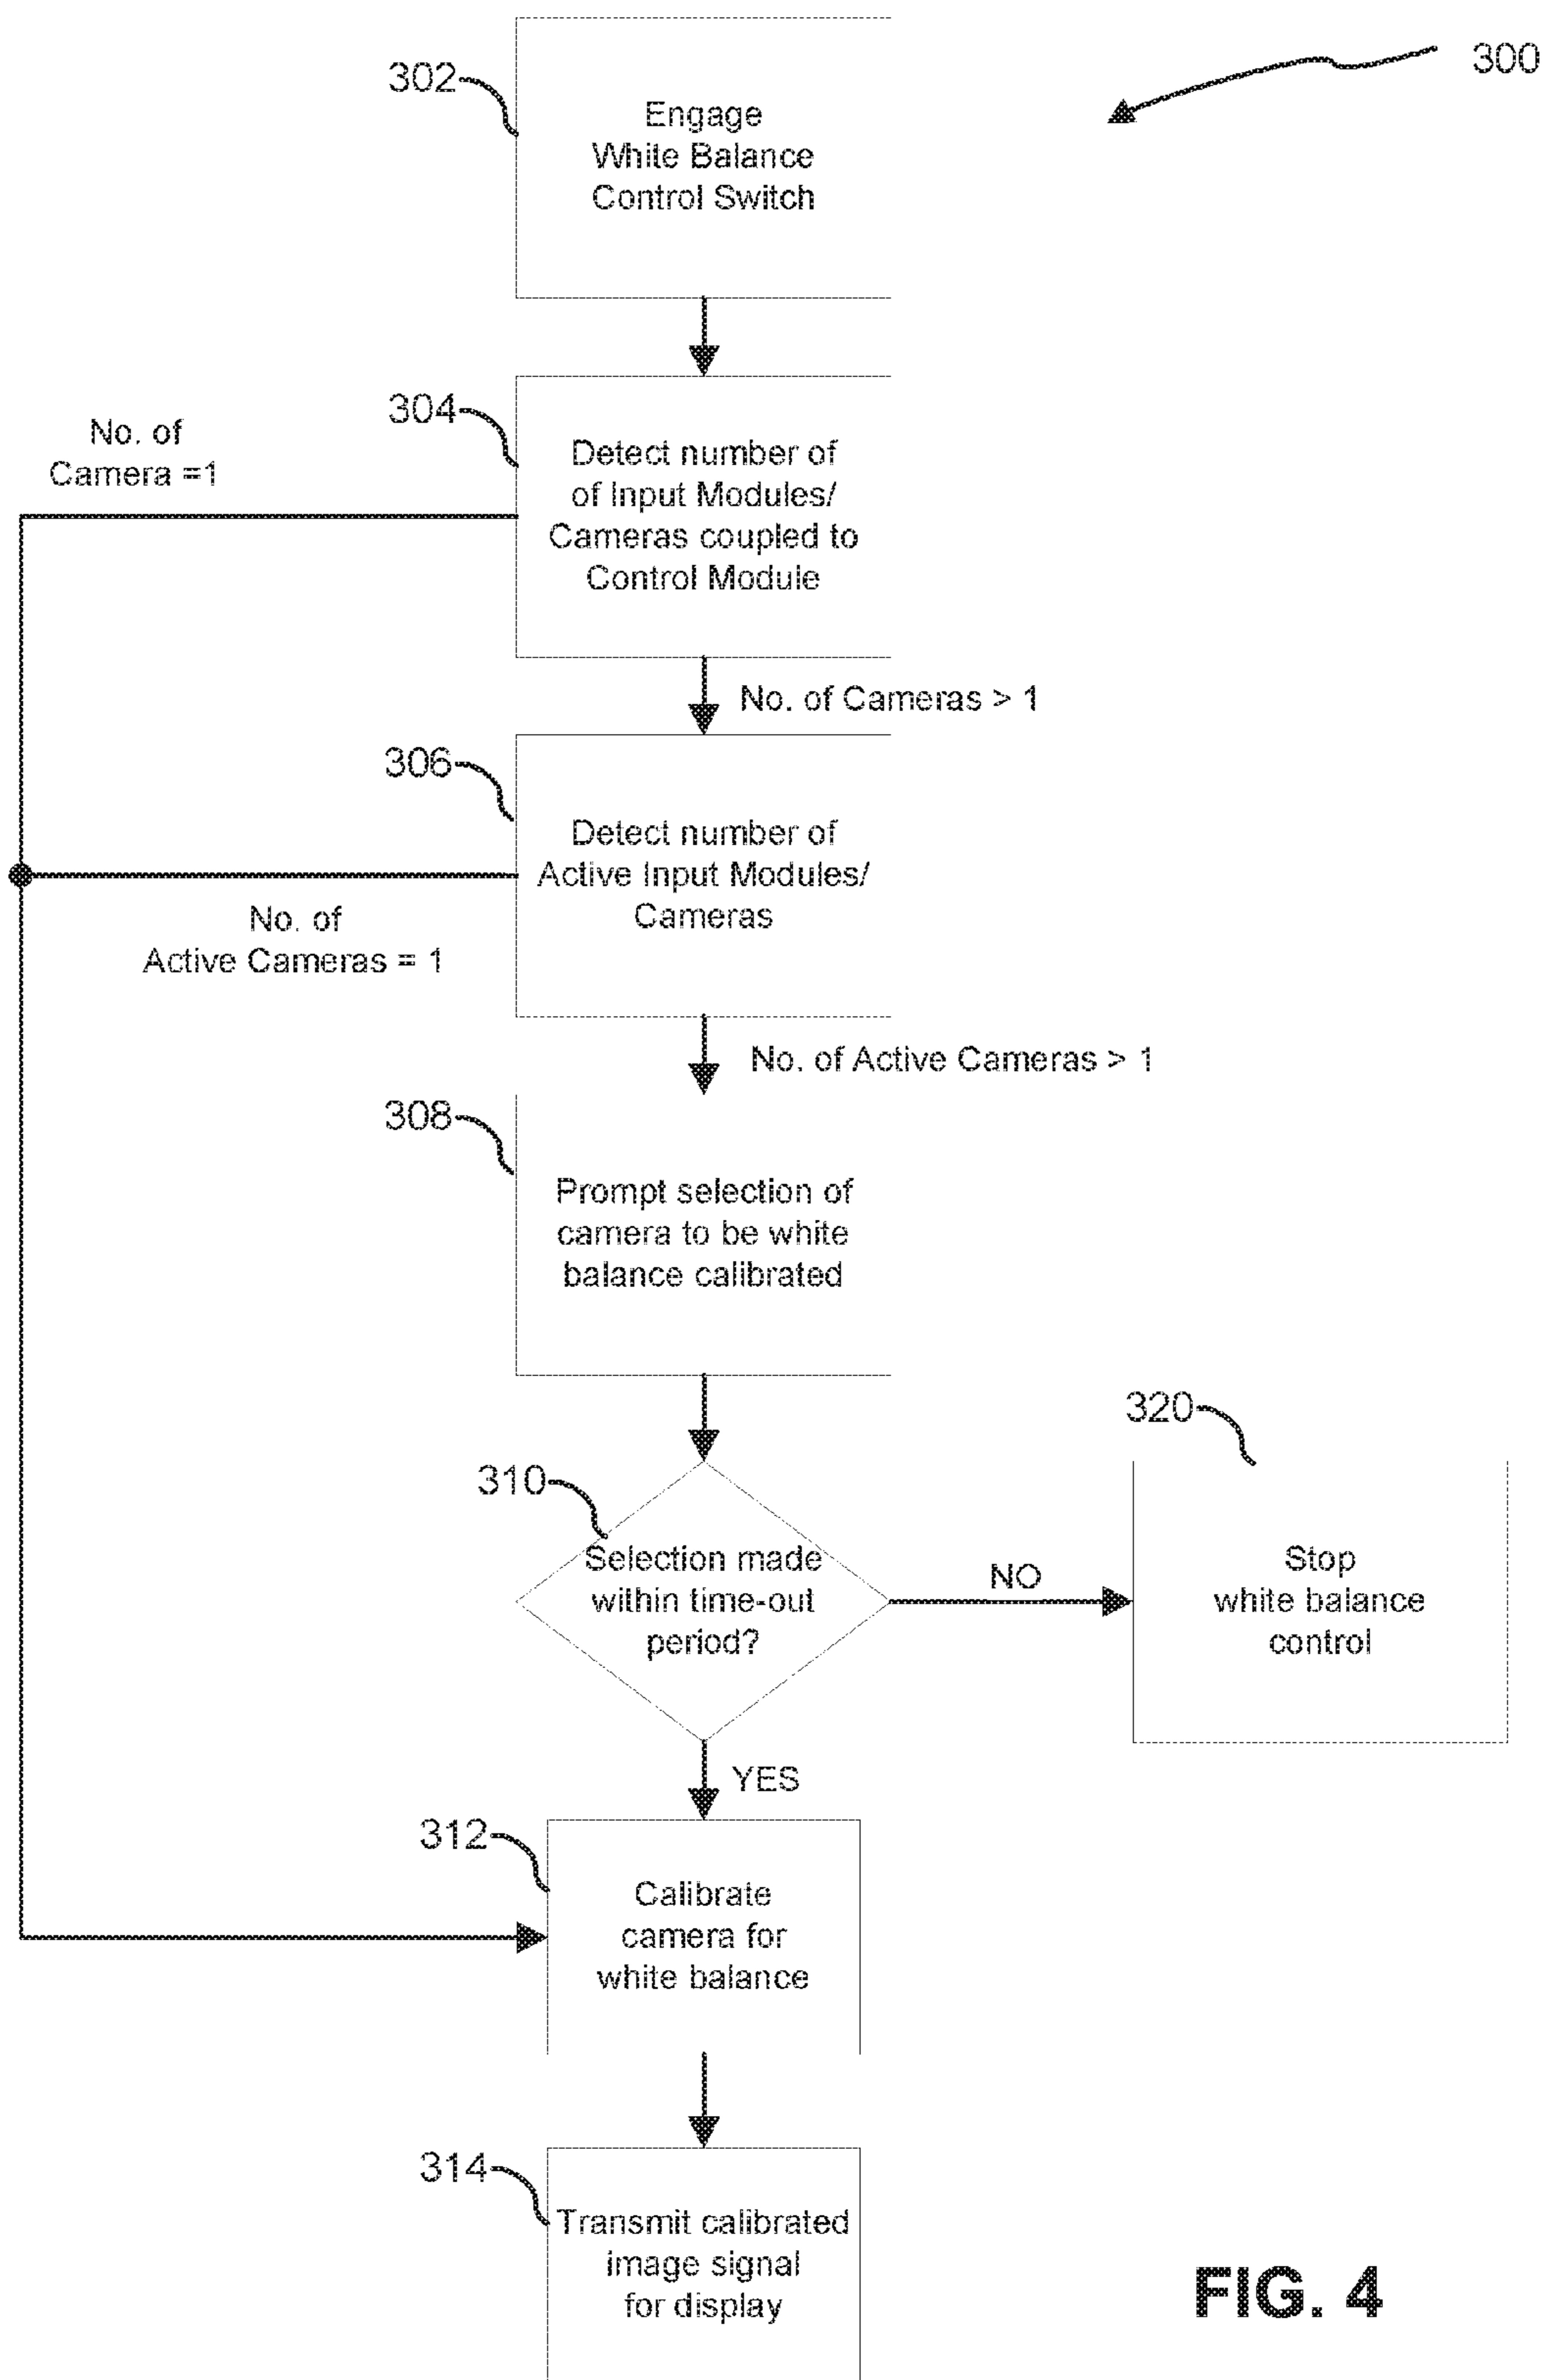 300
302
Engage
White Balance
Control Switch
304
No. of
Camera =1
Detect number of
of Input Modules/
Cameras coupled to
Control Module
No. of Cameras > 1
306
Detect number of
Active Input Modules/
Cameras
No. of
Active Cameras = 1
No. of Active Cameras > 1
308
Prompt selection of
camera to be white
balance calibrated
310
Selection made
within time-out
period?
NO
320
Stop
white balance
control
YES
312
Calibrate
camera for
white balance
314
Transmit calibrated
image signal
for display
FIG. 4